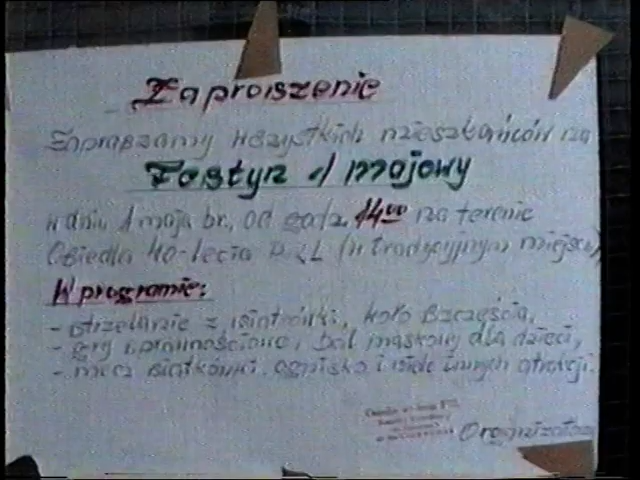 Zaproszenie
Zapraszamy wszystkich mieszkańców na
Festyn 1 majowy
w dniu 1 maja br., od godz. 14⁰⁰ na terenie
Osiedla 40-lecia PRL (w tradycyjnym miejscu)
W programie:
- strzelanie z wiatrówki, koło szczęścia,
- gry sprawnościowe, bal maskowy dla dzieci,
- mecz siatkówki, ognisko i wiele innych atrakcji.
Organizatorzy